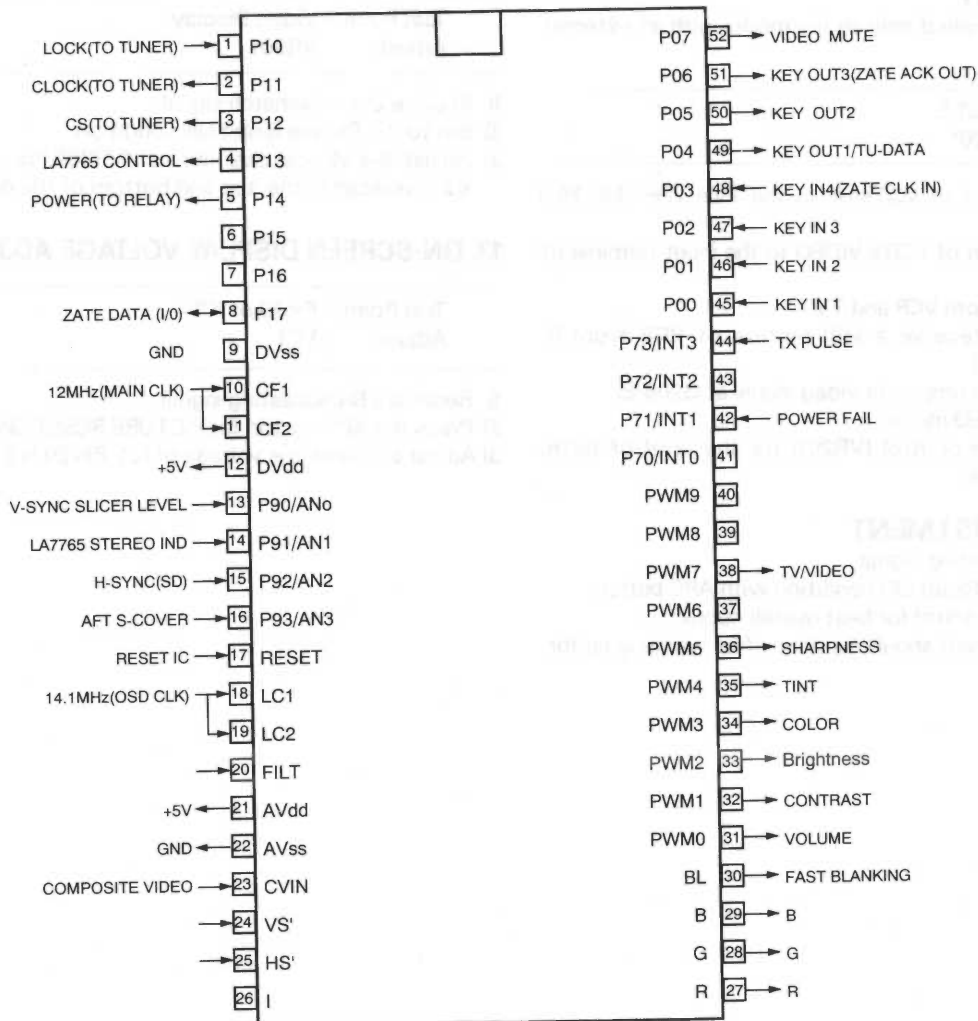 LOCK(TO TUNER) 1 P10
CLOCK(TO TUNER) 2 P11
CS(TO TUNER) 3 P12
LA7765 CONTROL 4 P13
POWER(TO RELAY) 5 P14
6 P15
7 P16
ZATE DATA (I/0) 8 P17
GND 9 DVss
12MHz(MAIN CLK) 10 CF1
11 CF2
+5V 12 DVdd
V-SYNC SLICER LEVEL 13 P90/ANo
LA7765 STEREO IND 14 P91/AN1
H-SYNC(SD) 15 P92/AN2
AFT S-COVER 16 P93/AN3
RESET IC 17 RESET
14.1MHz(OSD CLK) 18 LC1
19 LC2
20 FILT
+5V 21 AVdd
GND 22 AVss
COMPOSITE VIDEO 23 CVIN
24 VS'
25 HS'
26 I
P07 52 VIDEO MUTE
P06 51 KEY OUT3(ZATE ACK OUT)
P05 50 KEY OUT2
P04 49 KEY OUT1/TU-DATA
P03 48 KEY IN4(ZATE CLK IN)
P02 47 KEY IN 3
P01 46 KEY IN 2
P00 45 KEY IN 1
P73/INT3 44 TX PULSE
P72/INT2 43
P71/INT1 42 POWER FAIL
P70/INT0 41
PWM9 40
PWM8 39
PWM7 38 TV/VIDEO
PWM6 37
PWM5 36 SHARPNESS
PWM4 35 TINT
PWM3 34 COLOR
PWM2 33 Brightness
PWM1 32 CONTRAST
PWM0 31 VOLUME
BL 30 FAST BLANKING
B 29 B
G 28 G
R 27 R